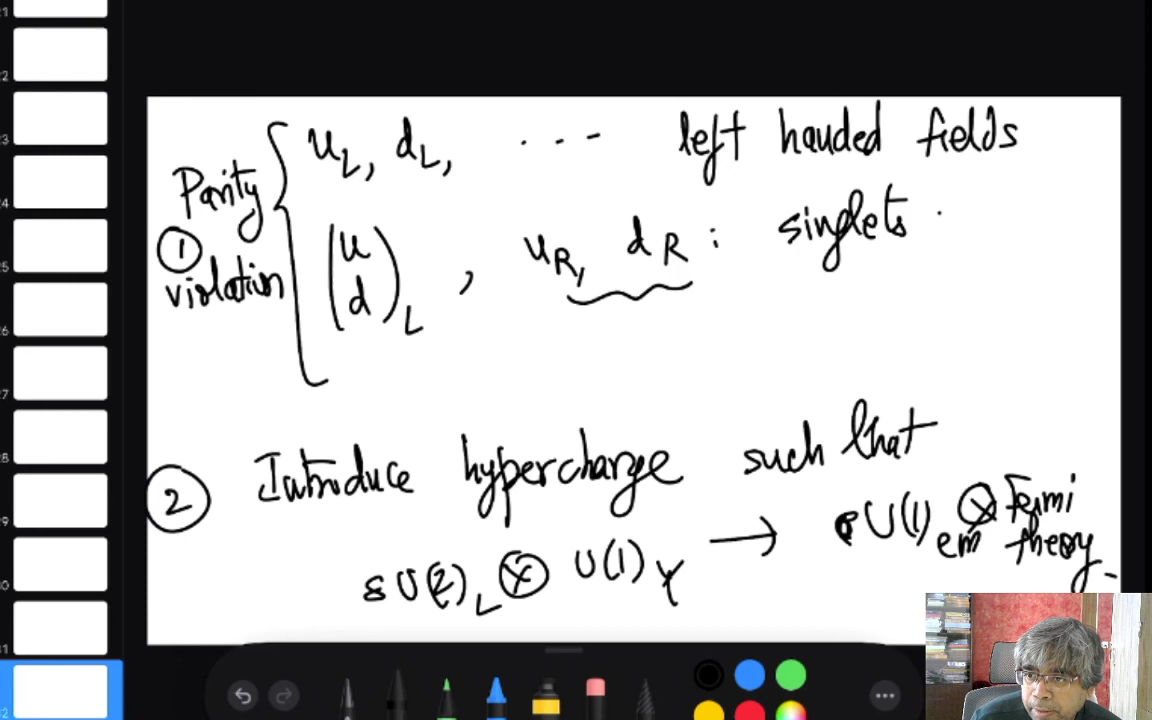 u_L, d_L, ... left handed fields
Parity ① violation
(u d)_L , u_R, d_R : singlets .
② Introduce hypercharge such that
SU(2)_L ⊗ U(1)_Y → U(1)_em ⊗ Fermi theory